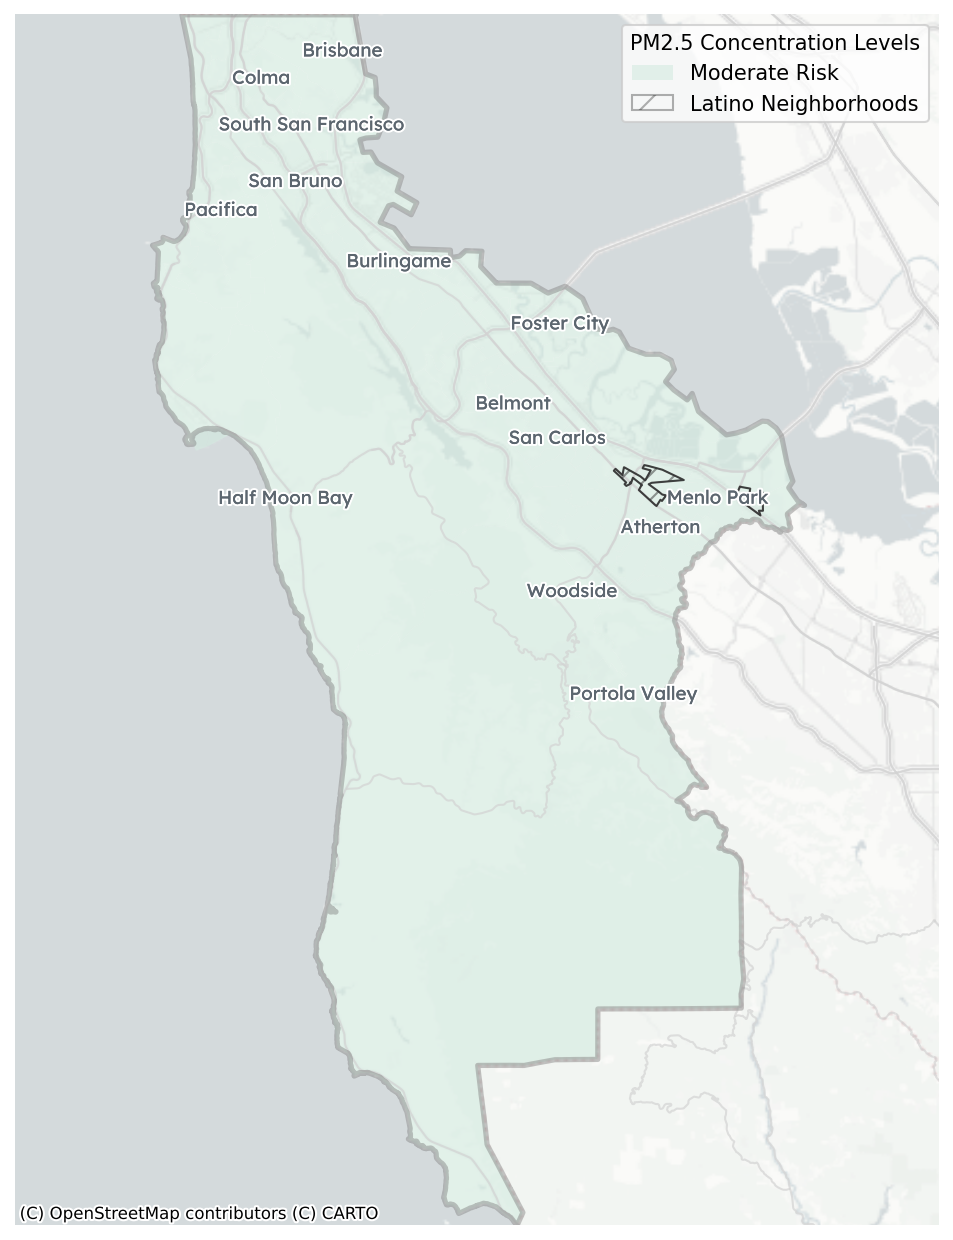 PM2.5 Concentration Levels
Moderate Risk
Latino Neighborhoods
Brisbane
Colma
South San Francisco
San Bruno
Pacifica
Burlingame
Foster City
Belmont
San Carlos
Half Moon Bay
Menlo Park
Atherton
Woodside
Portola Valley
(C) OpenStreetMap contributors (C) CARTO